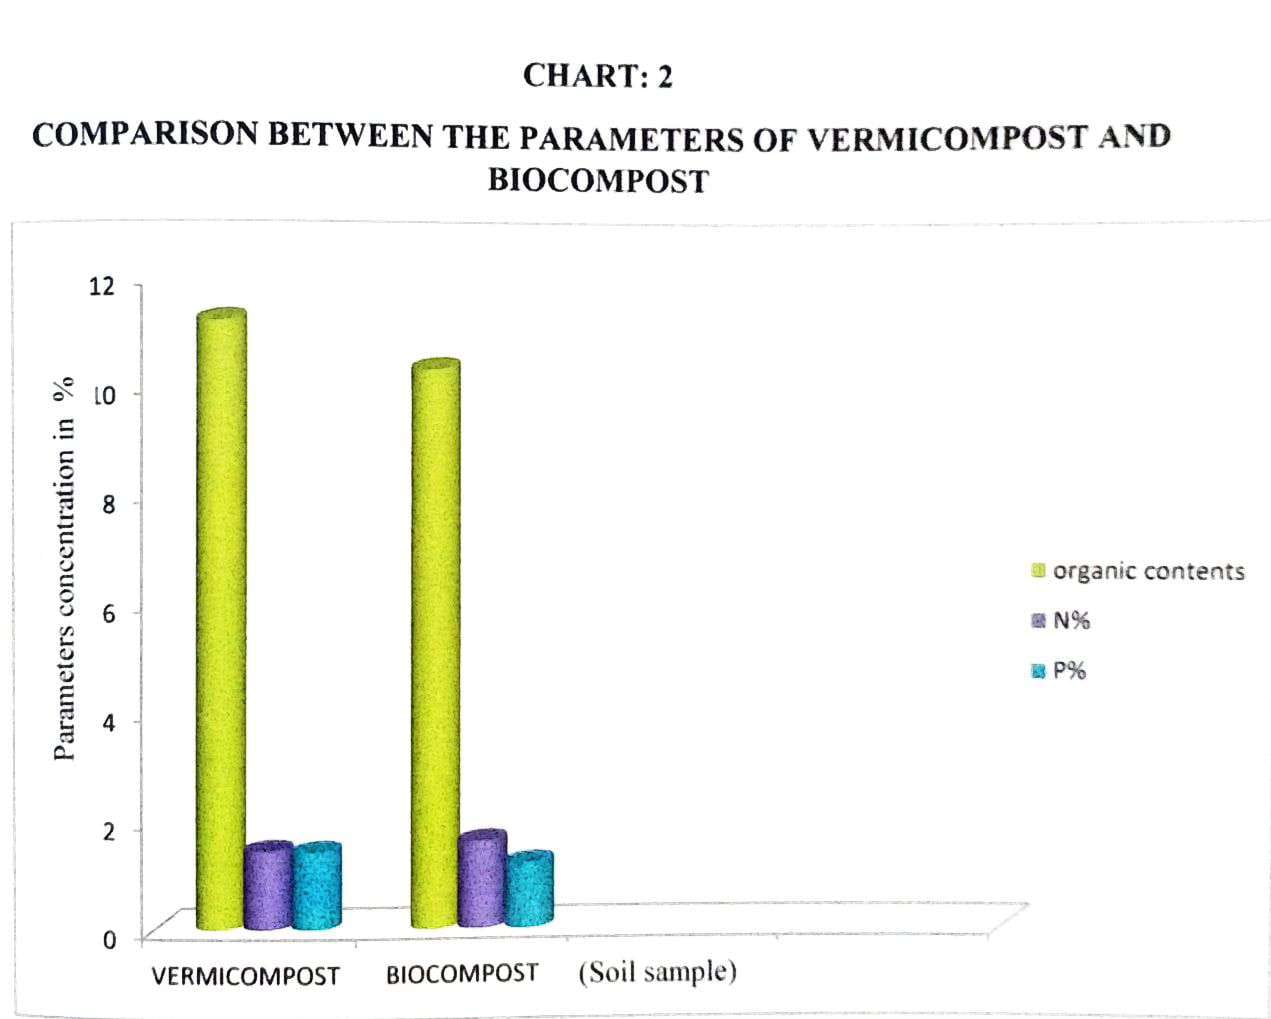 CHART: 2
COMPARISON BETWEEN THE PARAMETERS OF VERMICOMPOST AND
BIOCOMPOST
Parameters concentration in %
12
10
8
6
4
2
0
VERMICOMPOST
BIOCOMPOST
(Soil sample)
organic contents
N%
P%